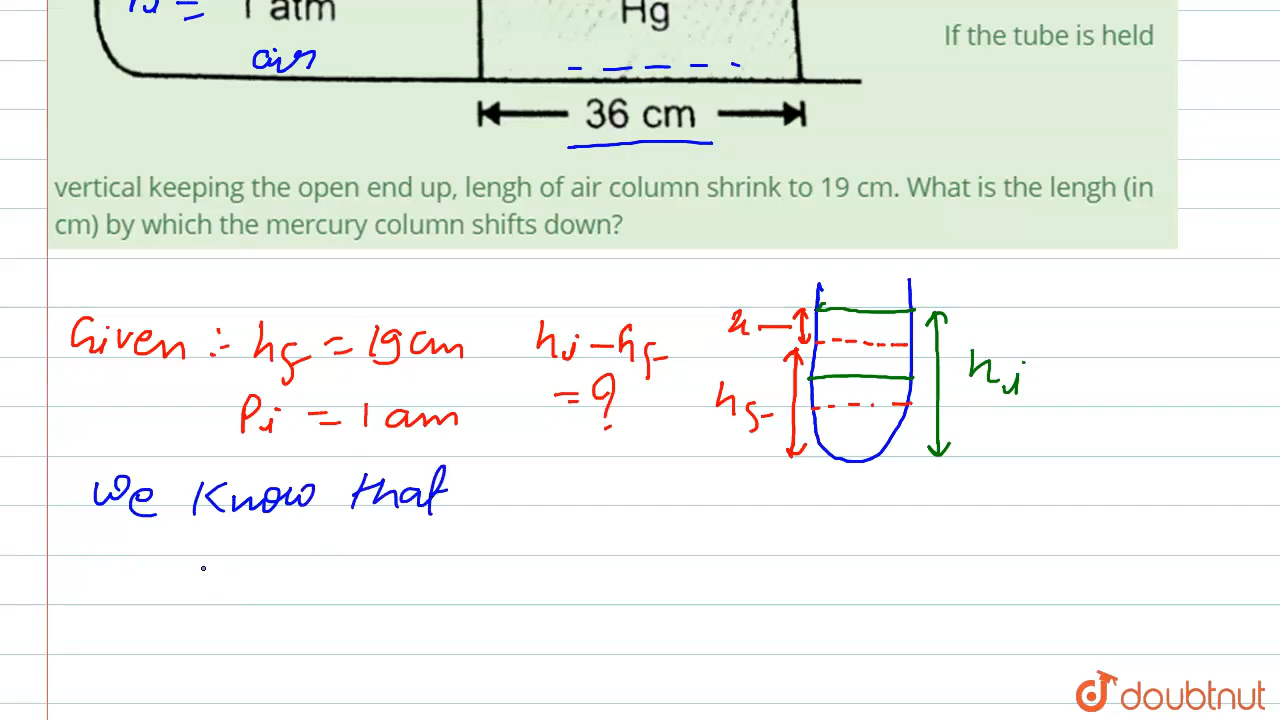 1 atm
Hg
air
If the tube is held
36 cm
vertical keeping the open end up, lengh of air column shrink to 19 cm. What is the lengh (in
cm) by which the mercury column shifts down?
Given :- hf = 19 cm
hi - hf
= ?
Pi = 1 am
x
hf
hi
We know that
doubtnut